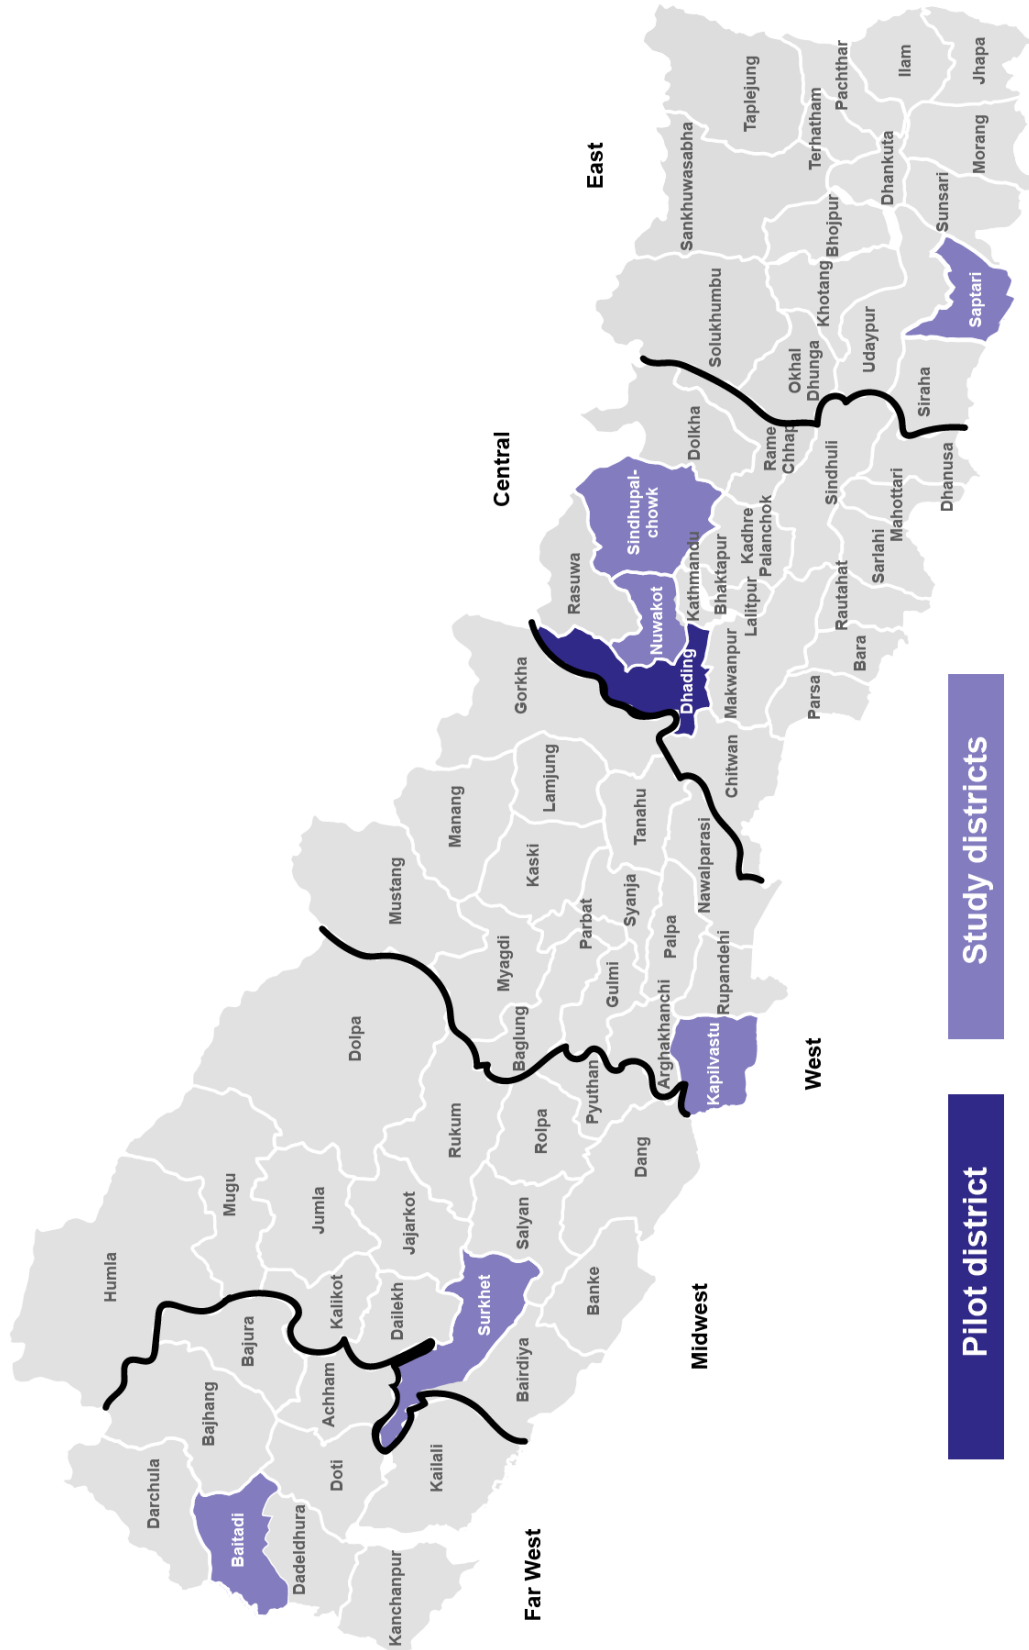 Humla
Darchula
Bajhang
Bajura
Mugu
Dolpa
Baitadi
Jumla
Kalikot
Achham
Doti
Dadeldhura
Kanchanpur
Kailali
Dailekh
Jajarkot
Rukum
Surkhet
Salyan
Rolpa
Bairdiya
Banke
Dang
Pyuthan
Mustang
Manang
Myagdi
Baglung
Kaski
Lamjung
Gorkha
Parbat
Gulmi
Syanja
Tanahu
Arghakhanchi
Palpa
Kapilvastu
Rupandehi
Nawalparasi
Rasuwa
Dhading
Nuwakot
Sindhupal-
chowk
Dolkha
Kathmandu
Bhaktapur
Lalitpur
Kadhre
Palanchok
Rame
Chhap
Makwanpur
Chitwan
Sindhuli
Parsa
Bara
Rautahat
Sarlahi
Mahottari
Dhanusa
Solukhumbu
Sankhuwasabha
Taplejung
Okhal
Dhunga
Khotang
Bhojpur
Terhatham
Pachthar
Udaypur
Dhankuta
Ilam
Siraha
Saptari
Sunsari
Morang
Jhapa
Far West
Midwest
West
Central
East
Pilot district
Study districts